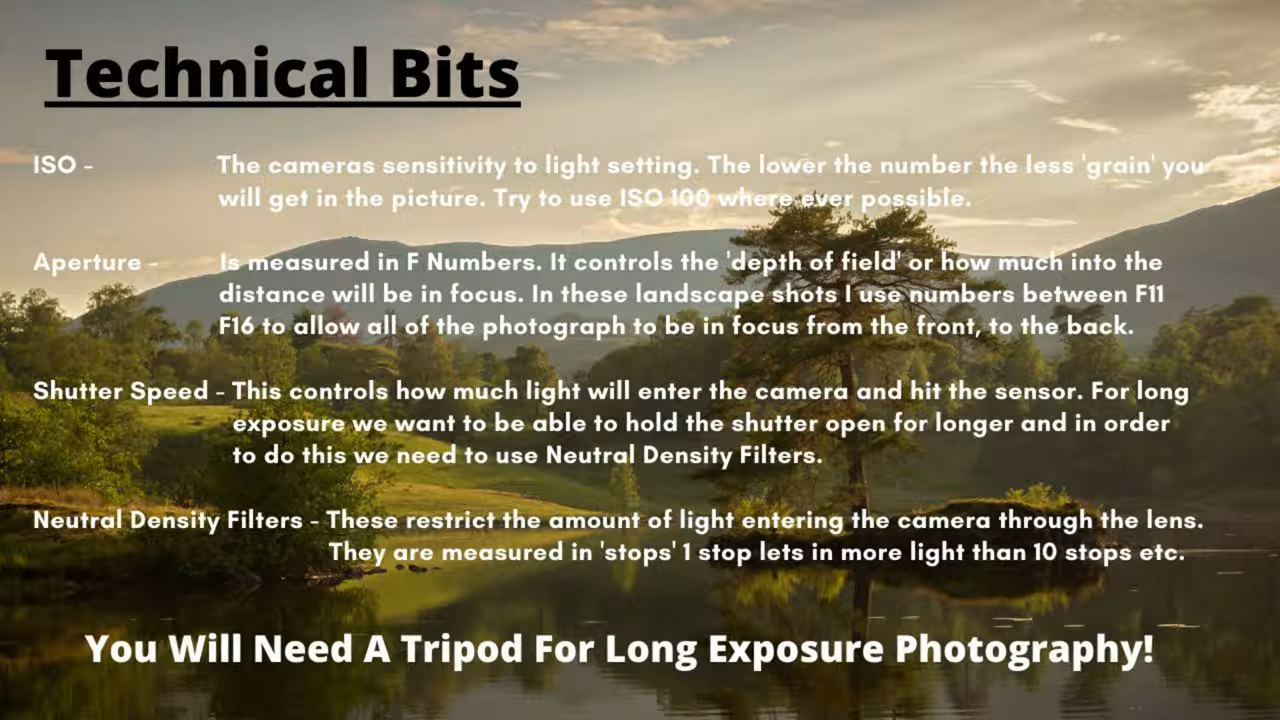 Technical Bits
ISO - The cameras sensitivity to light setting. The lower the number the less 'grain' you
will get in the picture. Try to use ISO 100 where ever possible.
Aperture - Is measured in F Numbers. It controls the 'depth of field' or how much into the
distance will be in focus. In these landscape shots I use numbers between F11
F16 to allow all of the photograph to be in focus from the front, to the back.
Shutter Speed - This controls how much light will enter the camera and hit the sensor. For long
exposure we want to be able to hold the shutter open for longer and in order
to do this we need to use Neutral Density Filters.
Neutral Density Filters - These restrict the amount of light entering the camera through the lens.
They are measured in 'stops' 1 stop lets in more light than 10 stops etc.
You Will Need A Tripod For Long Exposure Photography!